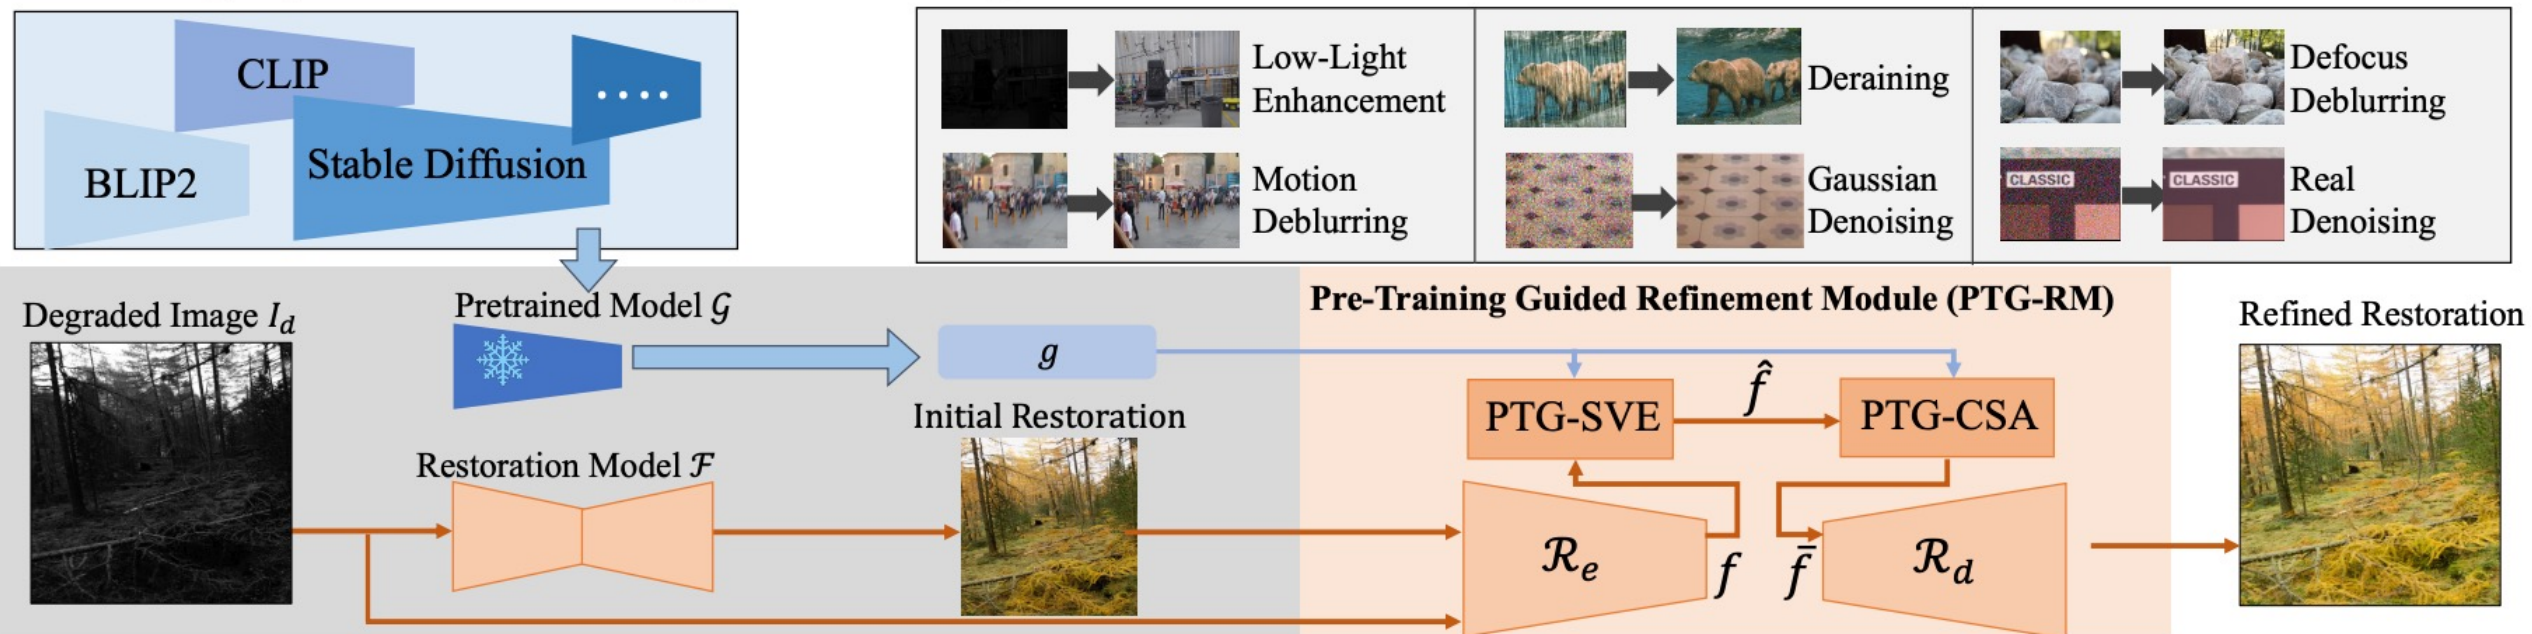 CLIP
BLIP2
Stable Diffusion
....
Low-Light
Enhancement
Motion
Deblurring
Deraining
Gaussian
Denoising
CLASSIC
CLASSIC
Defocus
Deblurring
Real
Denoising
Degraded Image I_d
Pretrained Model 𝒢
g
Restoration Model ℱ
Initial Restoration
Pre-Training Guided Refinement Module (PTG-RM)
PTG-SVE
f̂
PTG-CSA
ℛ_e
f
f̄
ℛ_d
Refined Restoration